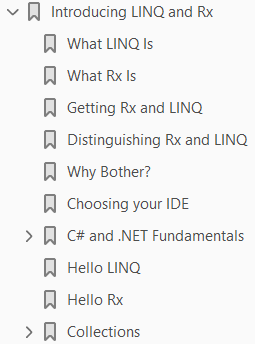 Introducing LINQ and Rx
What LINQ Is
What Rx Is
Getting Rx and LINQ
Distinguishing Rx and LINQ
Why Bother?
Choosing your IDE
C# and .NET Fundamentals
Hello LINQ
Hello Rx
Collections